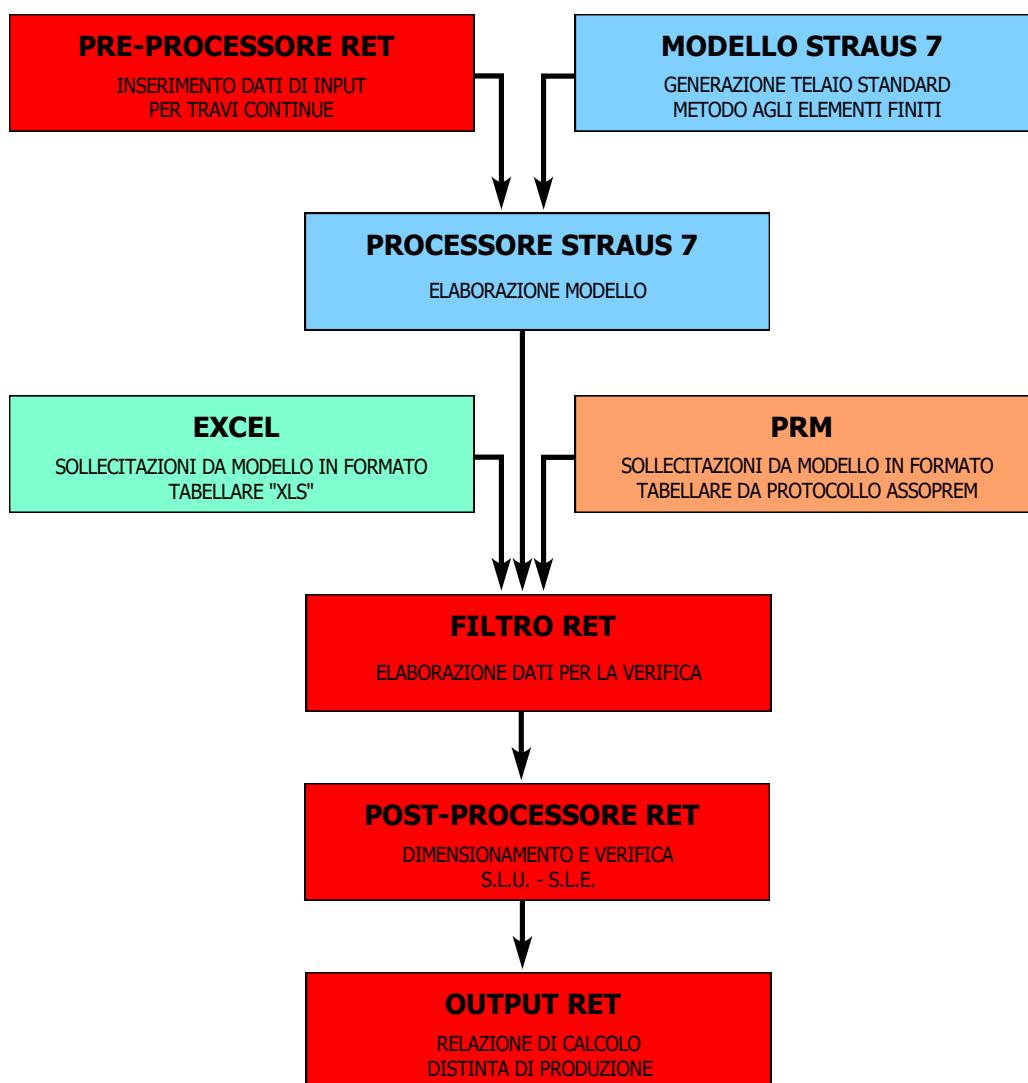 PRE-PROCESSORE RET
INSERIMENTO DATI DI INPUT
PER TRAVI CONTINUE
MODELLO STRAUS 7
GENERAZIONE TELAIO STANDARD
METODO AGLI ELEMENTI FINITI
PROCESSORE STRAUS 7
ELABORAZIONE MODELLO
EXCEL
SOLLECITAZIONI DA MODELLO IN FORMATO
TABELLARE "XLS"
PRM
SOLLECITAZIONI DA MODELLO IN FORMATO
TABELLARE DA PROTOCOLLO ASSOPREM
FILTRO RET
ELABORAZIONE DATI PER LA VERIFICA
POST-PROCESSORE RET
DIMENSIONAMENTO E VERIFICA
S.L.U. - S.L.E.
OUTPUT RET
RELAZIONE DI CALCOLO
DISTINTA DI PRODUZIONE